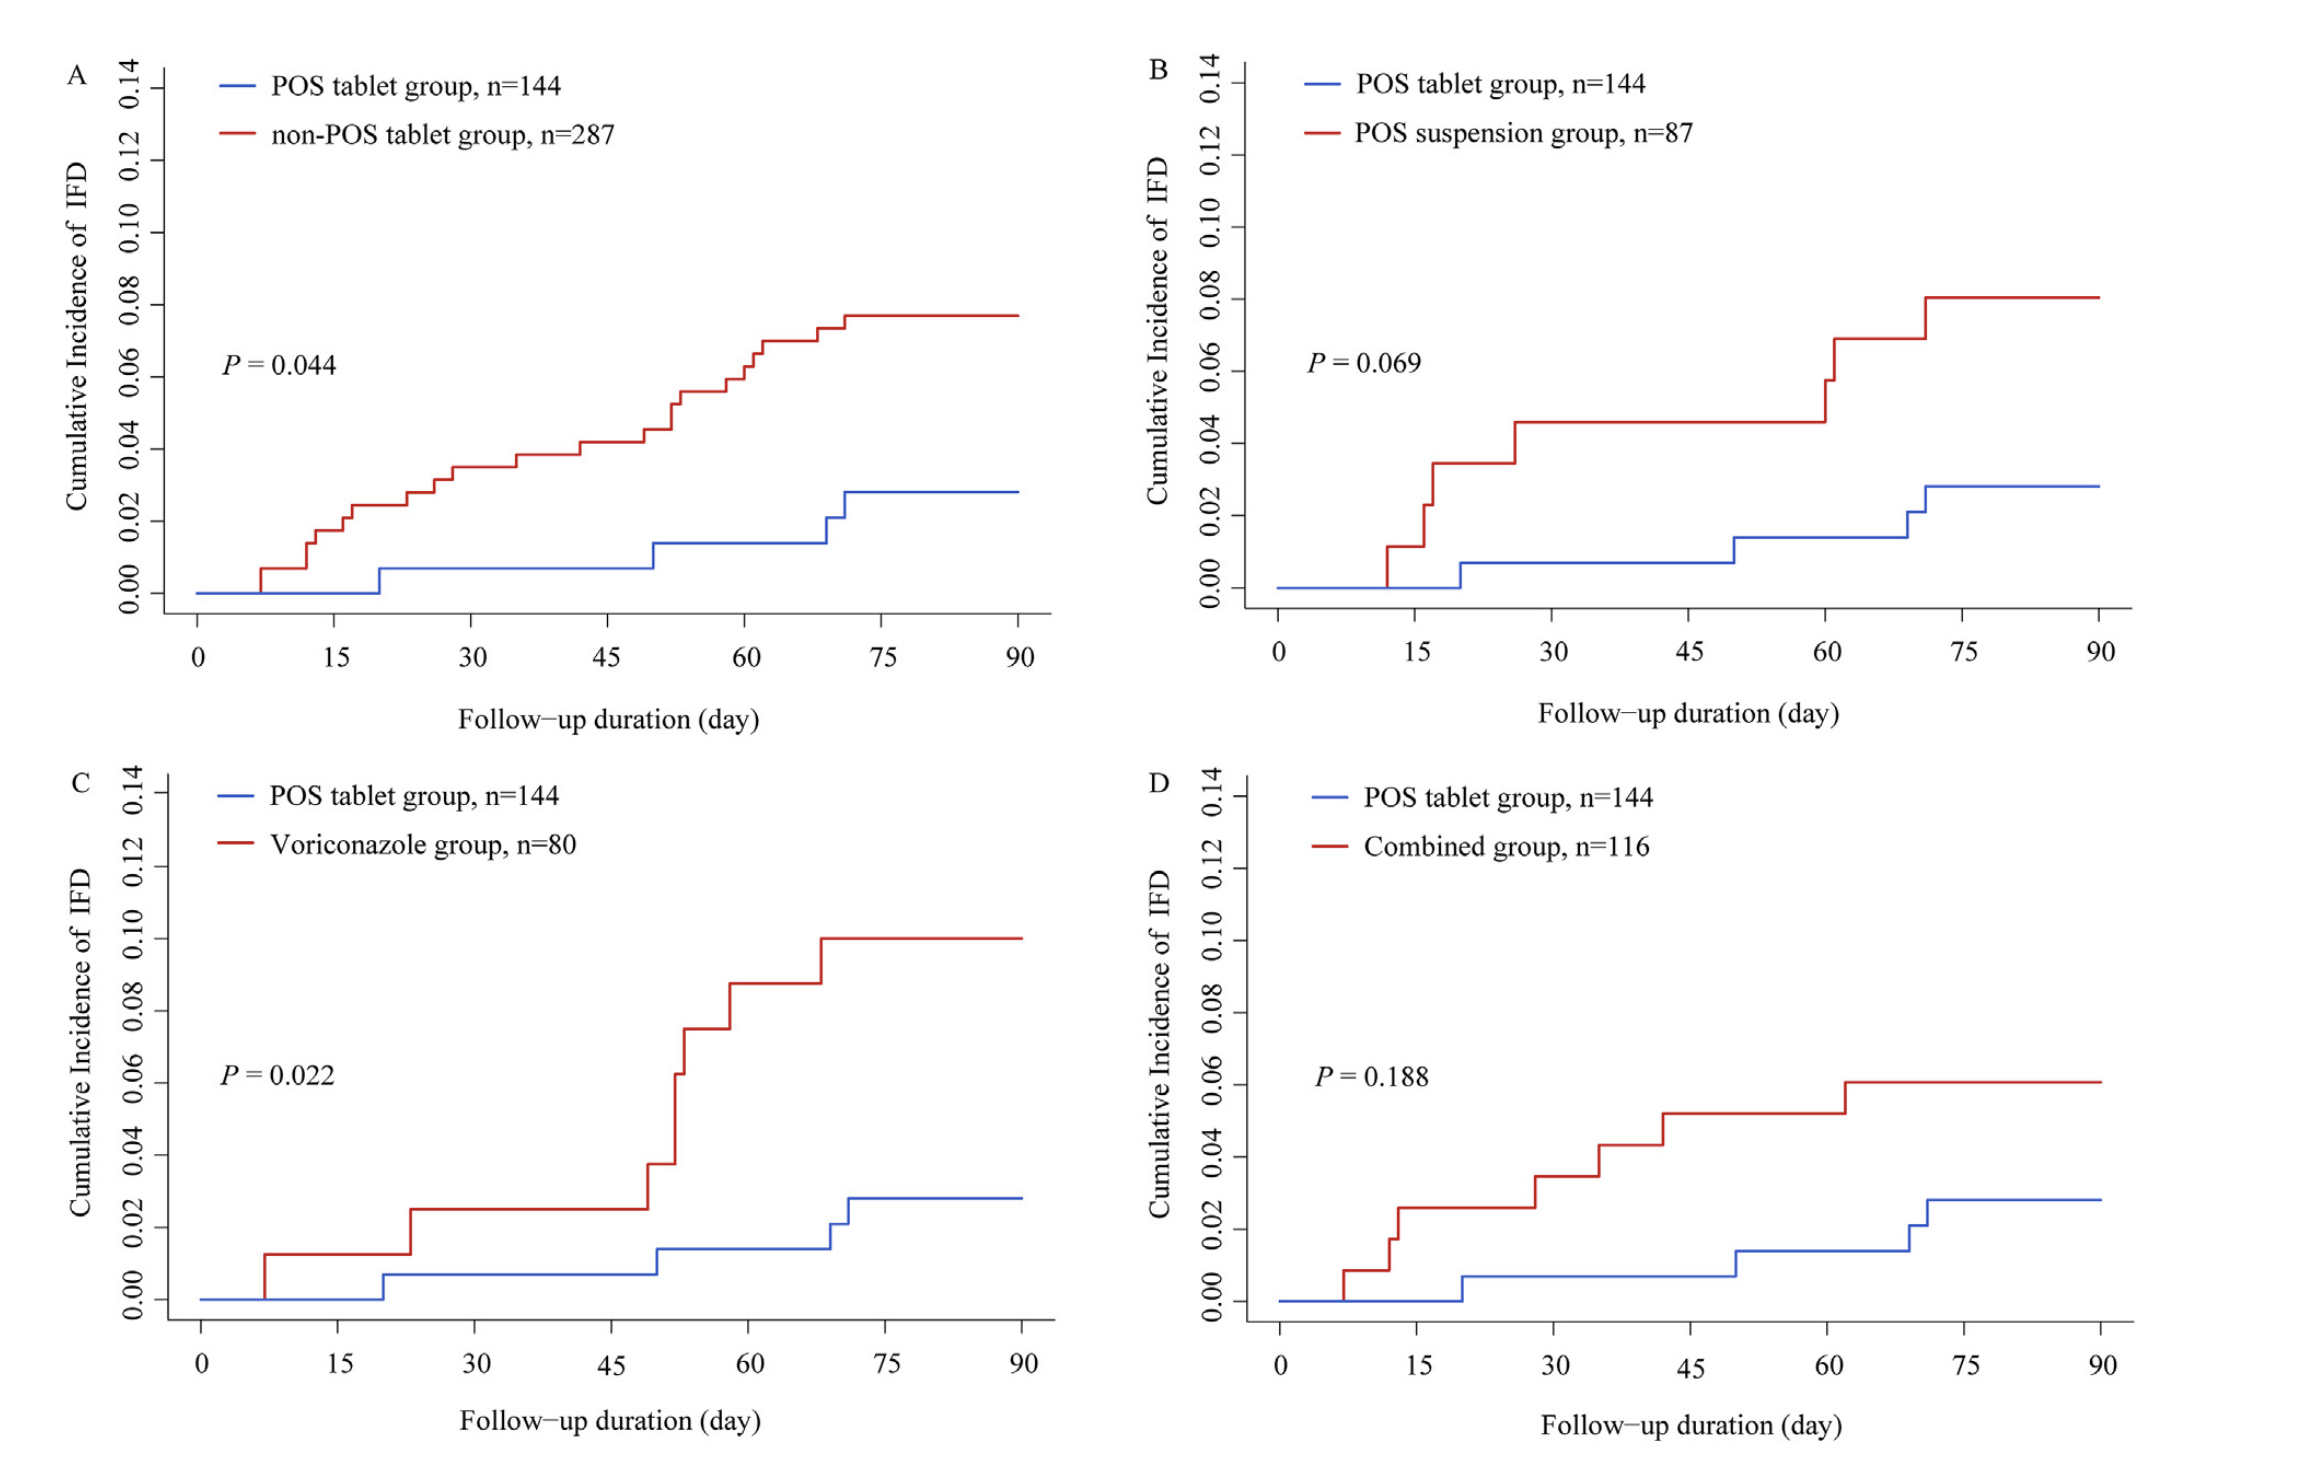 A
POS tablet group, n=144
non-POS tablet group, n=287
P = 0.044
Cumulative Incidence of IFD
0.14
0.12
0.10
0.08
0.06
0.04
0.02
0.00
0 15 30 45 60 75 90
Follow−up duration (day)
B
POS tablet group, n=144
POS suspension group, n=87
P = 0.069
Cumulative Incidence of IFD
0.14
0.12
0.10
0.08
0.06
0.04
0.02
0.00
0 15 30 45 60 75 90
Follow−up duration (day)
C
POS tablet group, n=144
Voriconazole group, n=80
P = 0.022
Cumulative Incidence of IFD
0.14
0.12
0.10
0.08
0.06
0.04
0.02
0.00
0 15 30 45 60 75 90
Follow−up duration (day)
D
POS tablet group, n=144
Combined group, n=116
P = 0.188
Cumulative Incidence of IFD
0.14
0.12
0.10
0.08
0.06
0.04
0.02
0.00
0 15 30 45 60 75 90
Follow−up duration (day)